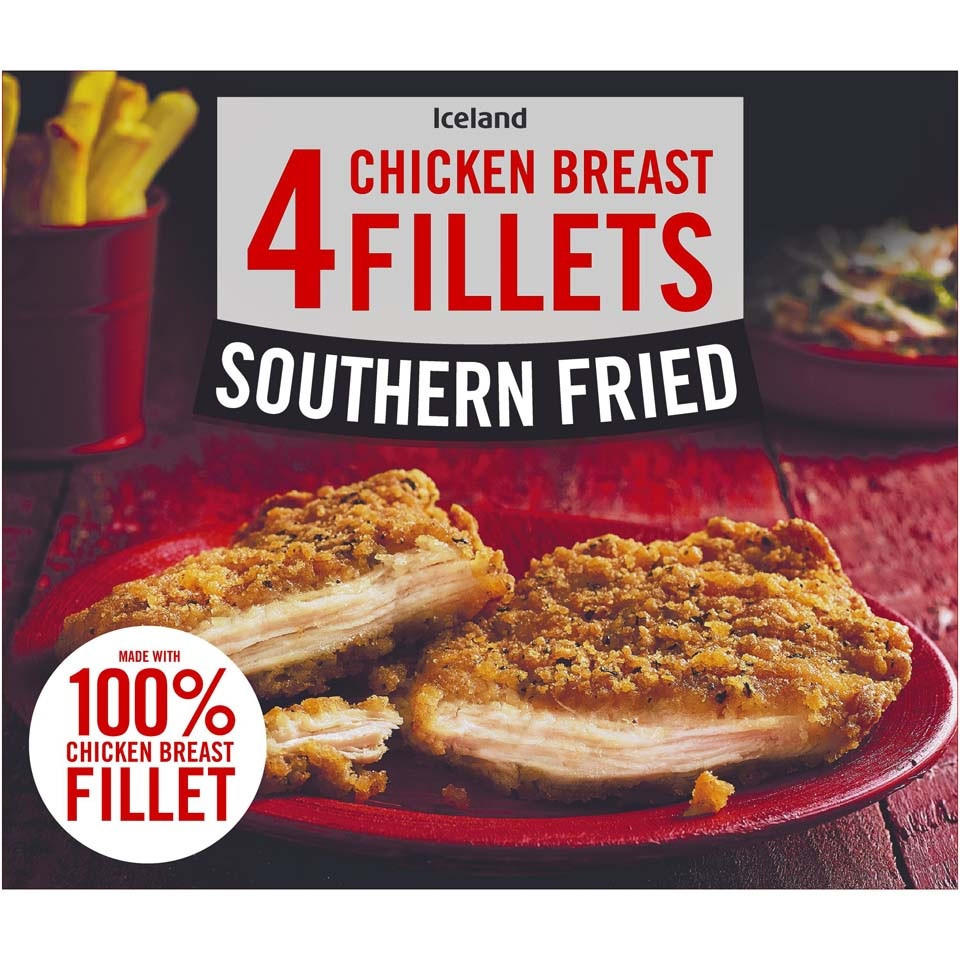 Iceland
4 CHICKEN BREAST
FILLETS
SOUTHERN FRIED
MADE WITH
100%
CHICKEN BREAST
FILLET